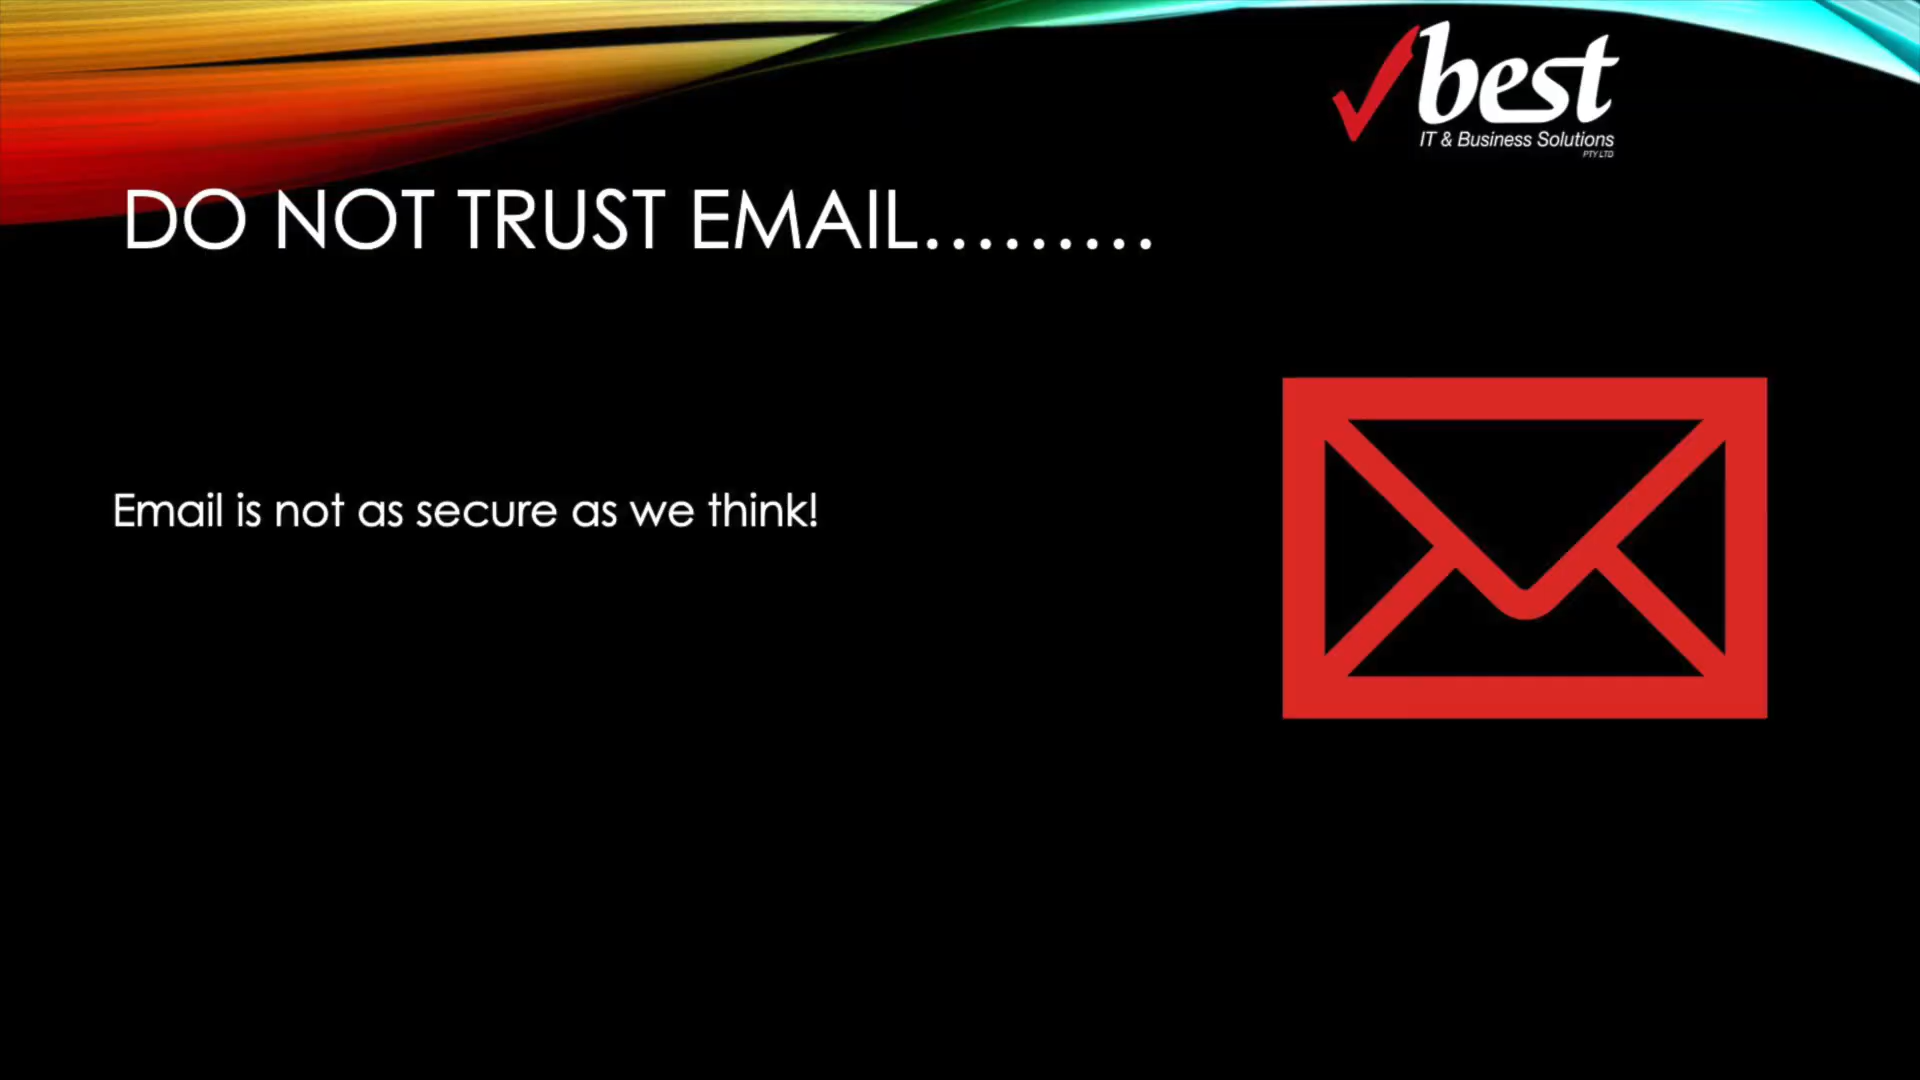 best
IT & Business Solutions
PTY LTD
DO NOT TRUST EMAIL.........
Email is not as secure as we think!